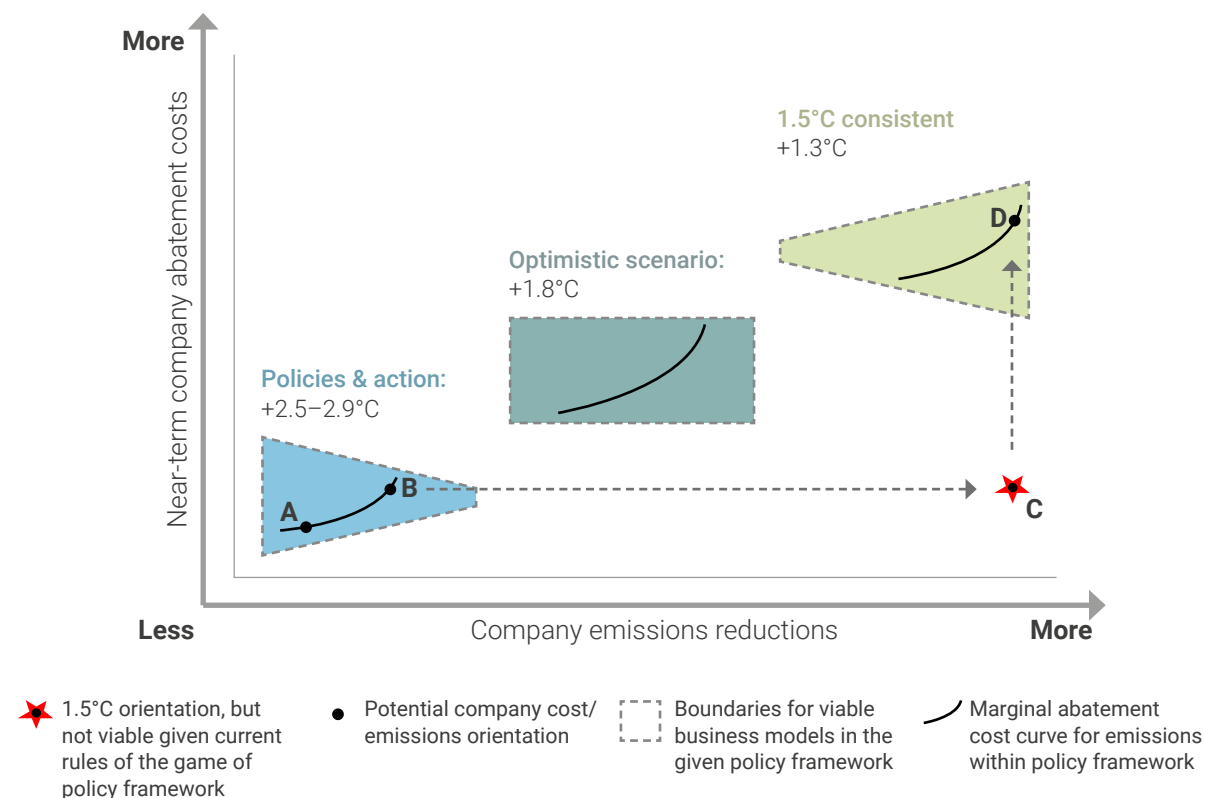 More
Near-term company abatement costs
1.5°C consistent
+1.3°C
D
Optimistic scenario:
+1.8°C
Policies & action:
+2.5–2.9°C
A
B
C
Less
Company emissions reductions
More
1.5°C orientation, but
not viable given current
rules of the game of
policy framework
Potential company cost/
emissions orientation
Boundaries for viable
business models in the
given policy framework
Marginal abatement
cost curve for emissions
within policy framework